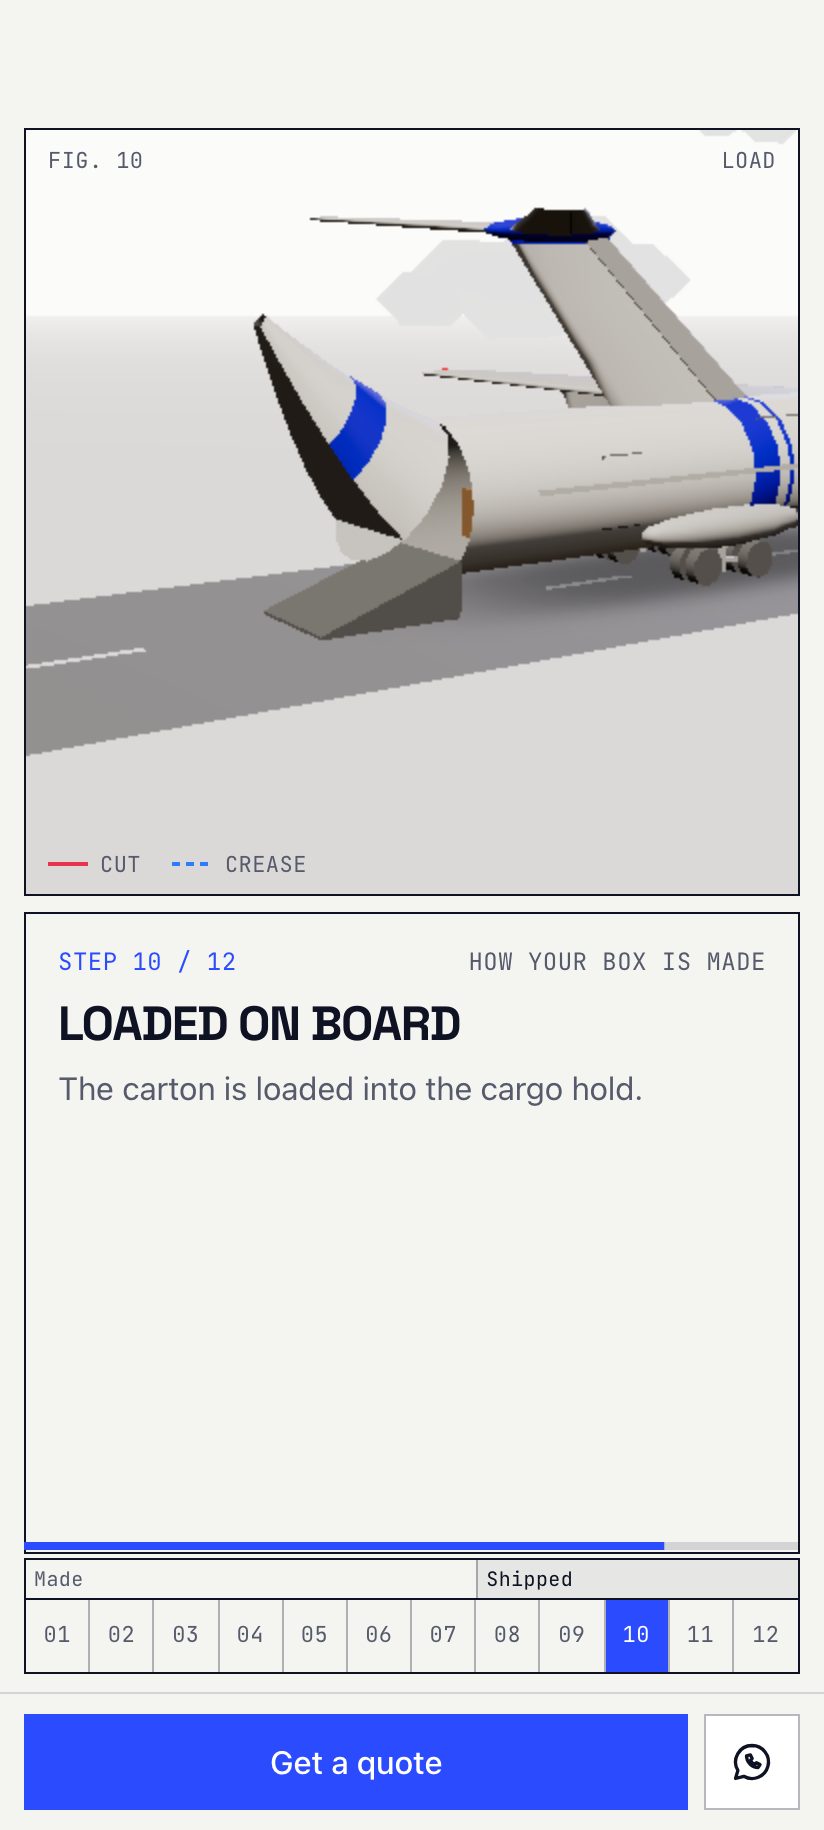 FIG. 10
LOAD
CUT
CREASE
STEP 10 / 12
HOW YOUR BOX IS MADE
LOADED ON BOARD
The carton is loaded into the cargo hold.
Made
Shipped
01 02 03 04 05 06 07 08 09 10 11 12
Get a quote